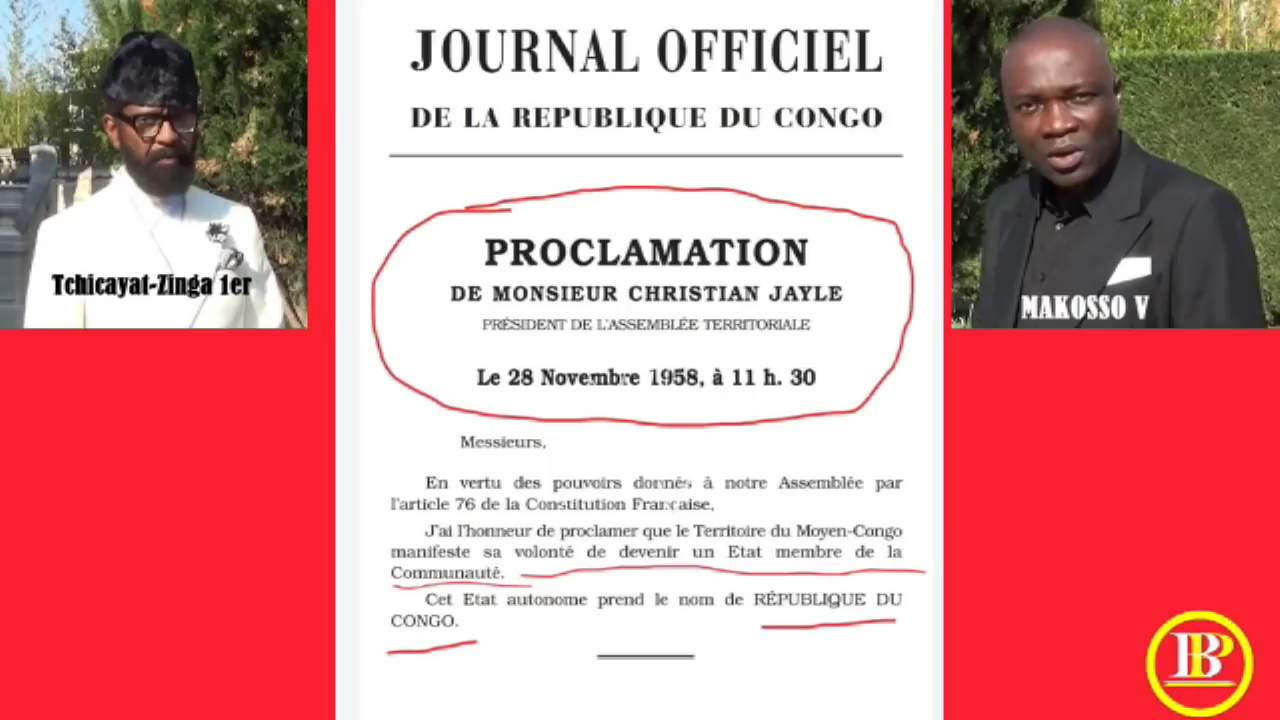 JOURNAL OFFICIEL
DE LA REPUBLIQUE DU CONGO
PROCLAMATION
DE MONSIEUR CHRISTIAN JAYLE
PRÉSIDENT DE L'ASSEMBLÉE TERRITORIALE
Le 28 Novembre 1958, à 11 h. 30
Messieurs,
En vertu des pouvoirs donnés à notre Assemblée par
l'article 76 de la Constitution Française,
J'ai l'honneur de proclamer que le Territoire du Moyen-Congo
manifeste sa volonté de devenir un Etat membre de la
Communauté.
Cet Etat autonome prend le nom de RÉPUBLIQUE DU
CONGO.
Tchicayat-Zinga 1er
MAKOSSO V
BP